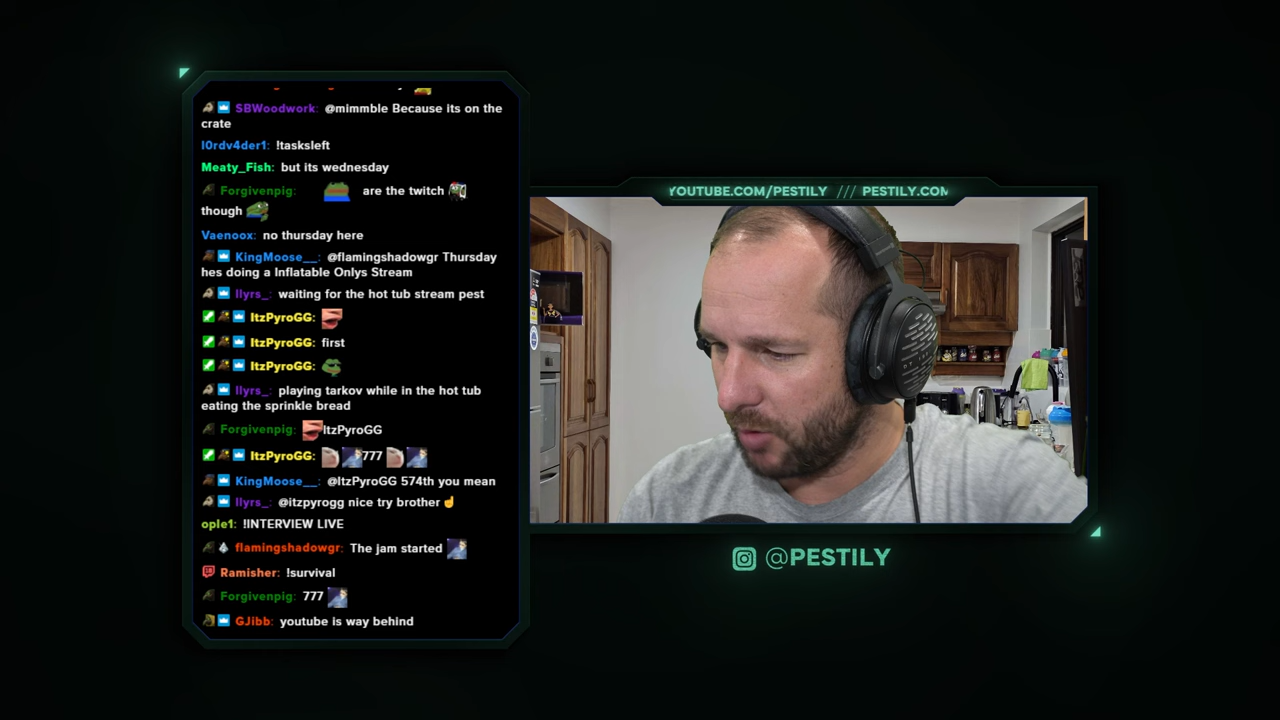 SBWoodwork: @mimmble Because its on the
crate
l0rdv4der1: !tasksleft
Meaty_Fish: but its wednesday
Forgivenpig: are the twitch
though
Vaenoox: no thursday here
KingMoose__: @flamingshadowgr Thursday
hes doing a Inflatable Onlys Stream
llyrs_: waiting for the hot tub stream pest
ItzPyroGG:
ItzPyroGG: first
ItzPyroGG:
llyrs_: playing tarkov while in the hot tub
eating the sprinkle bread
Forgivenpig: ItzPyroGG
ItzPyroGG: 777
KingMoose__: @ItzPyroGG 574th you mean
llyrs_: @itzpyrogg nice try brother
ople1: !INTERVIEW LIVE
flamingshadowgr: The jam started
Ramisher: !survival
Forgivenpig: 777
GJibb: youtube is way behind
YOUTUBE.COM/PESTILY /// PESTILY.COM
@PESTILY